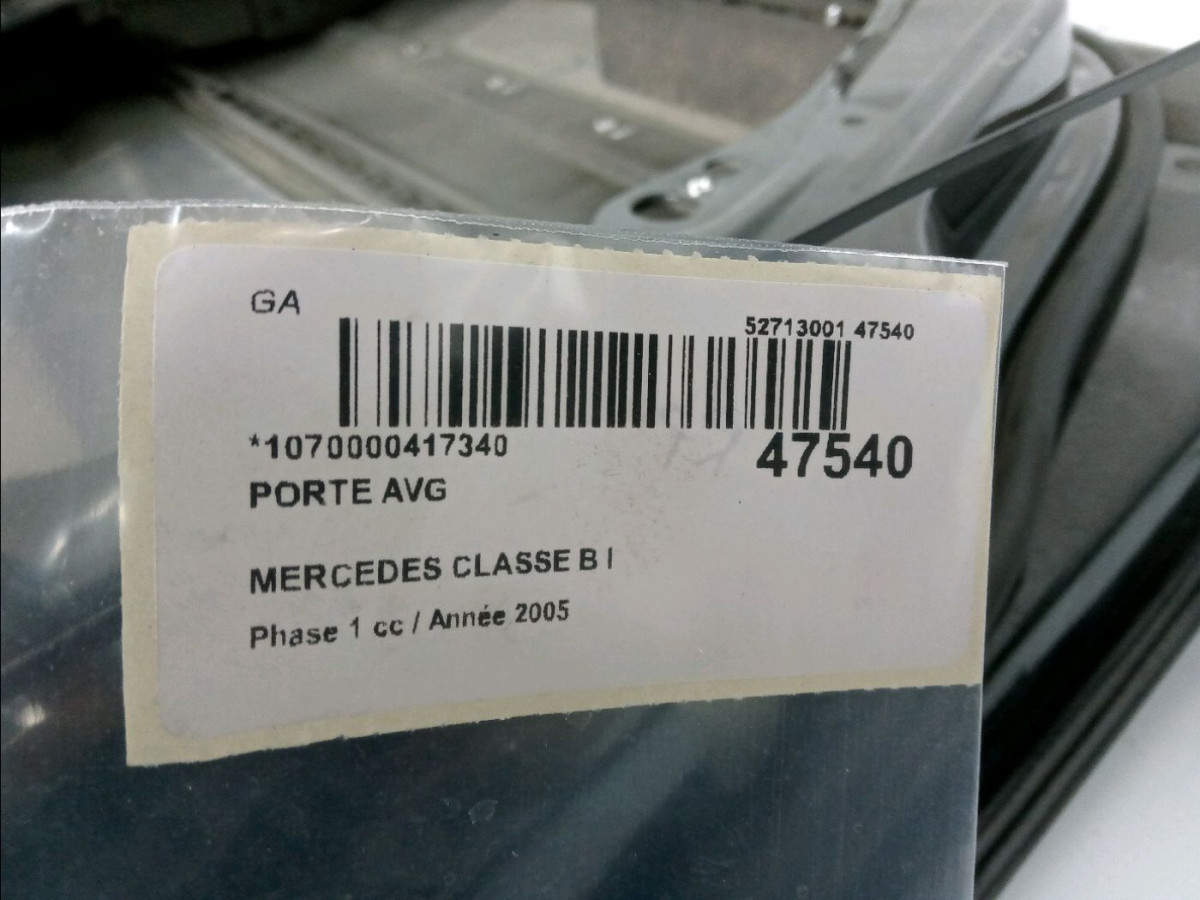 GA
52713001 47540
*1070000417340
47540
PORTE AVG
MERCEDES CLASSE B I
Phase 1 cc / Année 2005